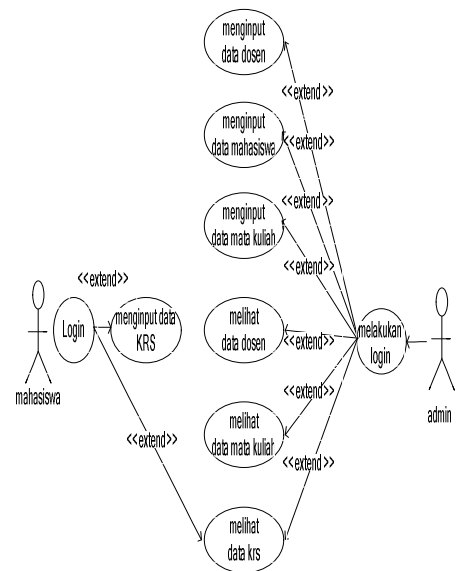 menginput
data dosen
<<extend>>
menginput
data mahasiswa
<<extend>>
<<extend>>
menginput
data mata kuliah
<<extend>>
<<extend>>
Login
menginput data
KRS
mahasiswa
melihat
data dosen
<<extend>>
melakukan
login
admin
<<extend>>
melihat
data mata kuliah
<<extend>>
<<extend>>
melihat
data krs